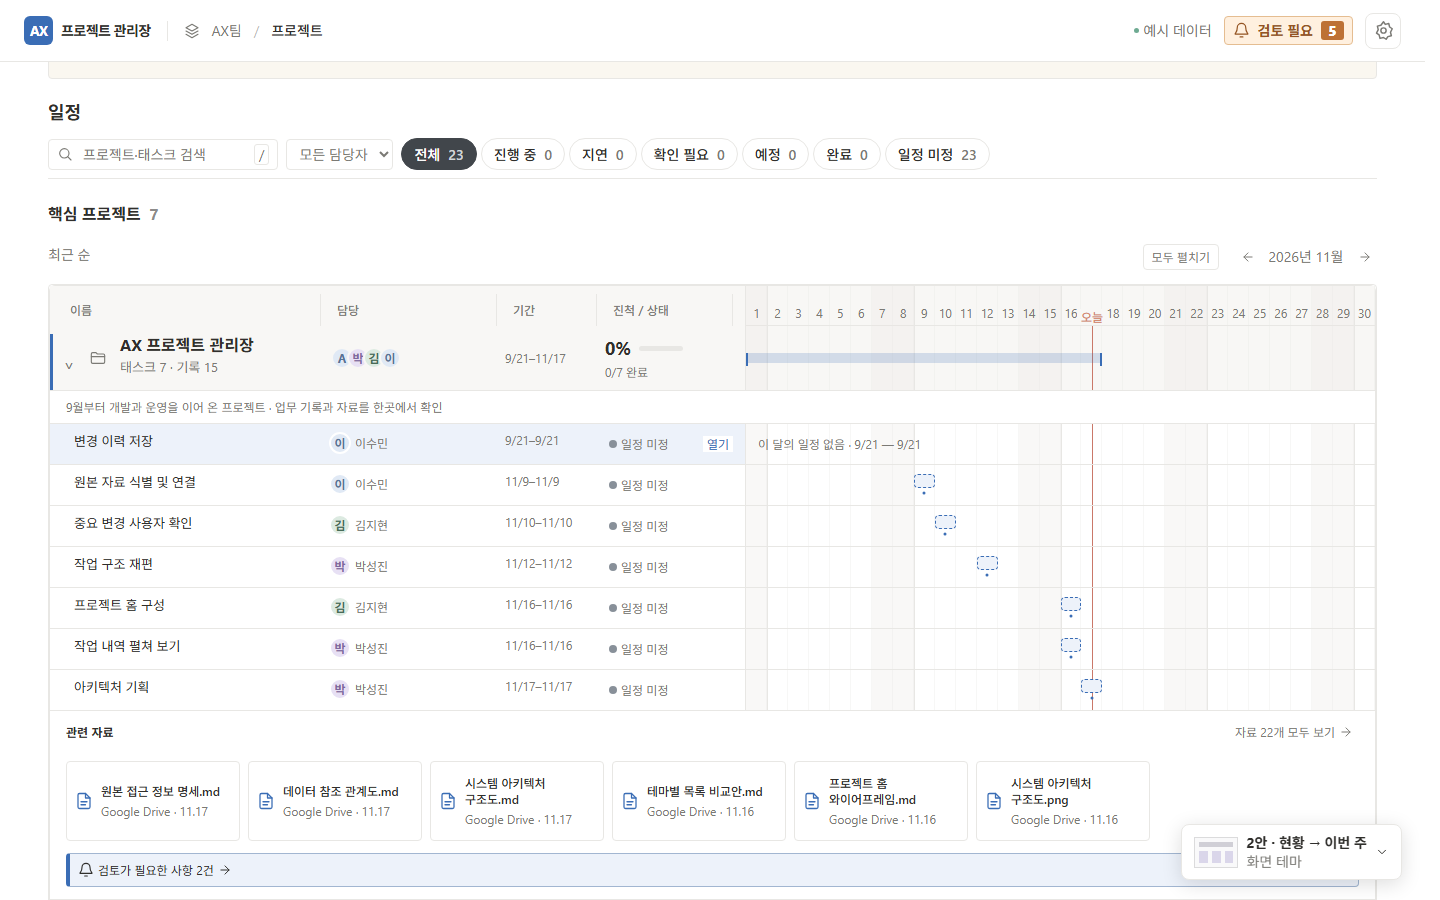 AX 프로젝트 관리장 AX팀 / 프로젝트 예시 데이터 검토 필요 5
일정
프로젝트·태스크 검색 / 모든 담당자 전체 23 진행 중 0 지연 0 확인 필요 0 예정 0 완료 0 일정 미정 23
핵심 프로젝트 7
최근 순 모두 펼치기 ← 2026년 11월 →
이름 담당 기간 진척 / 상태 1 2 3 4 5 6 7 8 9 10 11 12 13 14 15 16 오늘 18 19 20 21 22 23 24 25 26 27 28 29 30
AX 프로젝트 관리장
태스크 7 · 기록 15
A 박 김 이 9/21–11/17 0%
0/7 완료
9월부터 개발과 운영을 이어 온 프로젝트 · 업무 기록과 자료를 한곳에서 확인
변경 이력 저장 이 이수민 9/21–9/21 일정 미정 열기 이 달의 일정 없음 · 9/21 — 9/21
원본 자료 식별 및 연결 이 이수민 11/9–11/9 일정 미정
중요 변경 사용자 확인 김 김지현 11/10–11/10 일정 미정
작업 구조 재편 박 박성진 11/12–11/12 일정 미정
프로젝트 홈 구성 김 김지현 11/16–11/16 일정 미정
작업 내역 펼쳐 보기 박 박성진 11/16–11/16 일정 미정
아키텍처 기획 박 박성진 11/17–11/17 일정 미정
관련 자료 자료 22개 모두 보기 →
원본 접근 정보 명세.md
Google Drive · 11.17
데이터 참조 관계도.md
Google Drive · 11.17
시스템 아키텍처
구조도.md
Google Drive · 11.17
테마별 목록 비교안.md
Google Drive · 11.16
프로젝트 홈
와이어프레임.md
Google Drive · 11.16
시스템 아키텍처
구조도.png
Google Drive · 11.16
검토가 필요한 사항 2건 →
2안 · 현황 → 이번 주
화면 테마